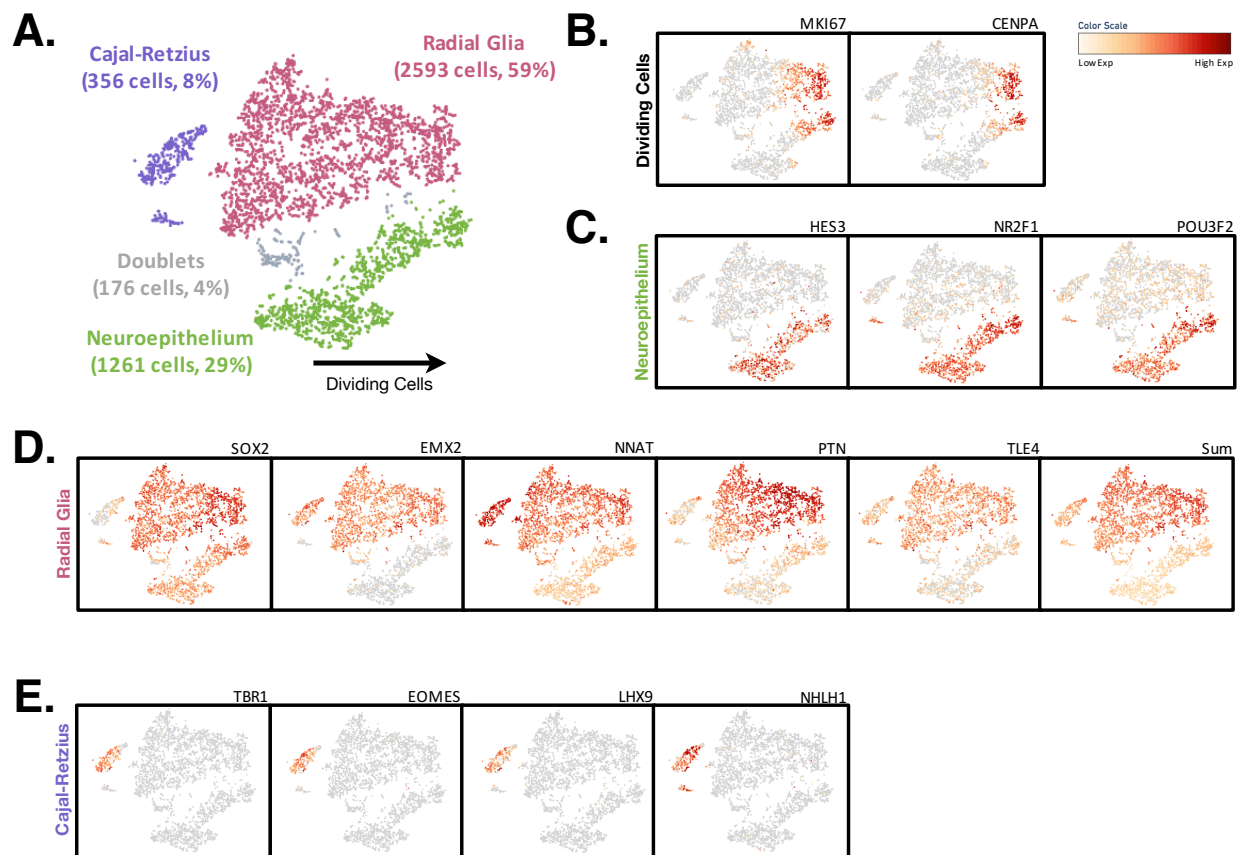 A.
Cajal-Retzius
(356 cells, 8%)
Radial Glia
(2593 cells, 59%)
Doublets
(176 cells, 4%)
Neuroepithelium
(1261 cells, 29%)
Dividing Cells
B.
MKI67
CENPA
Dividing Cells
Color Scale
Low Exp
High Exp
C.
HES3
NR2F1
POU3F2
Neuroepithelium
D.
SOX2
EMX2
NNAT
PTN
TLE4
Sum
Radial Glia
E.
TBR1
EOMES
LHX9
NHLH1
Cajal-Retzius